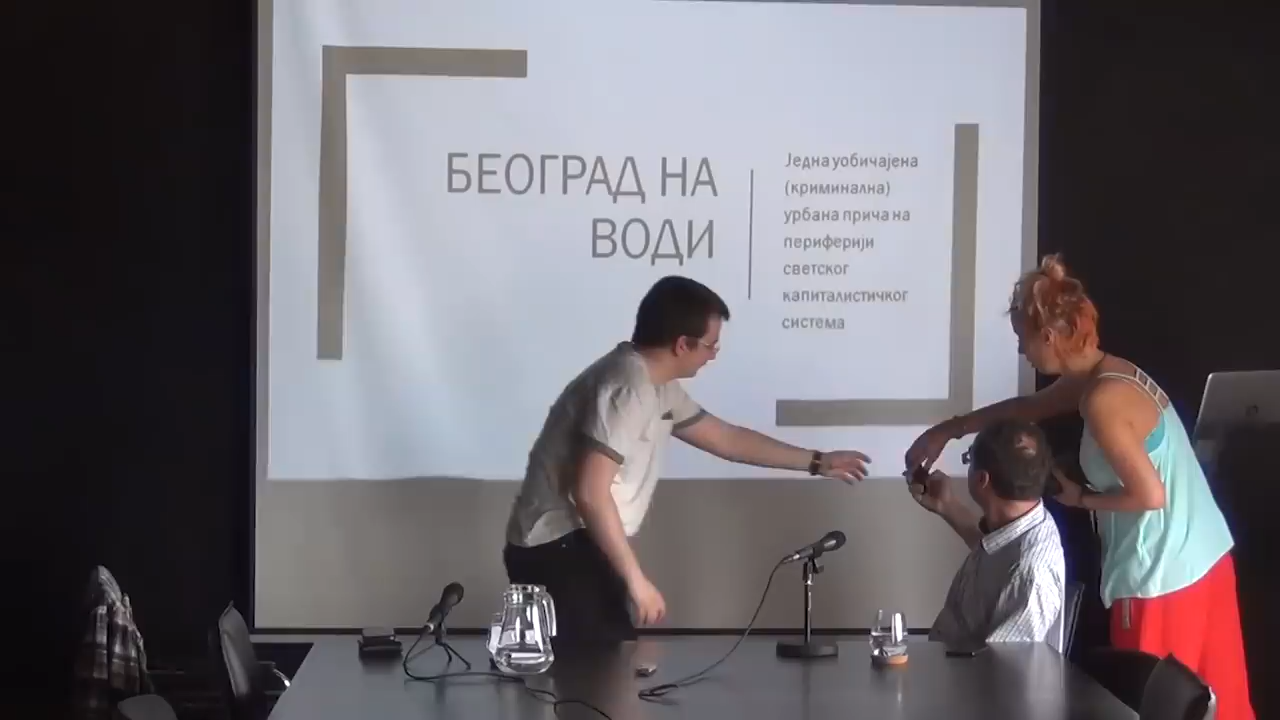 БЕОГРАД НА
ВОДИ
Једна уобичајена
(криминална)
урбана прича на
периферији
светског
капиталистичког
система